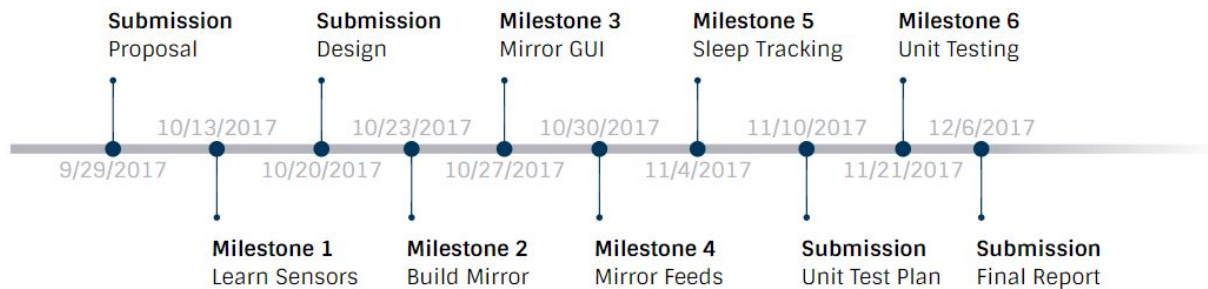 Submission
Proposal
Submission
Design
Milestone 3
Mirror GUI
Milestone 5
Sleep Tracking
Milestone 6
Unit Testing
10/13/2017
10/23/2017
10/30/2017
11/10/2017
12/6/2017
9/29/2017
10/20/2017
10/27/2017
11/4/2017
11/21/2017
Milestone 1
Learn Sensors
Milestone 2
Build Mirror
Milestone 4
Mirror Feeds
Submission
Unit Test Plan
Submission
Final Report